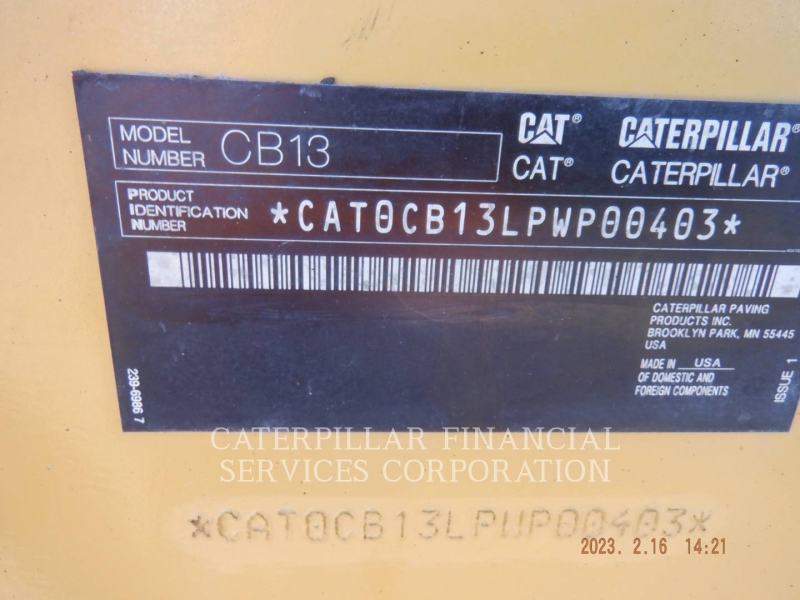 MODEL NUMBER CB13
CAT® CATERPILLAR®
CAT® CATERPILLAR®
PRODUCT
IDENTIFICATION
NUMBER
*CAT0CB13LPWP00403*
CATERPILLAR PAVING
PRODUCTS INC.
BROOKLYN PARK, MN 55445
USA
MADE IN USA
OF DOMESTIC AND
FOREIGN COMPONENTS
ISSUE 1
239-6986 7
CATERPILLAR FINANCIAL
SERVICES CORPORATION
*CAT0CB13LPWP00403*
2023. 2.16 14:21